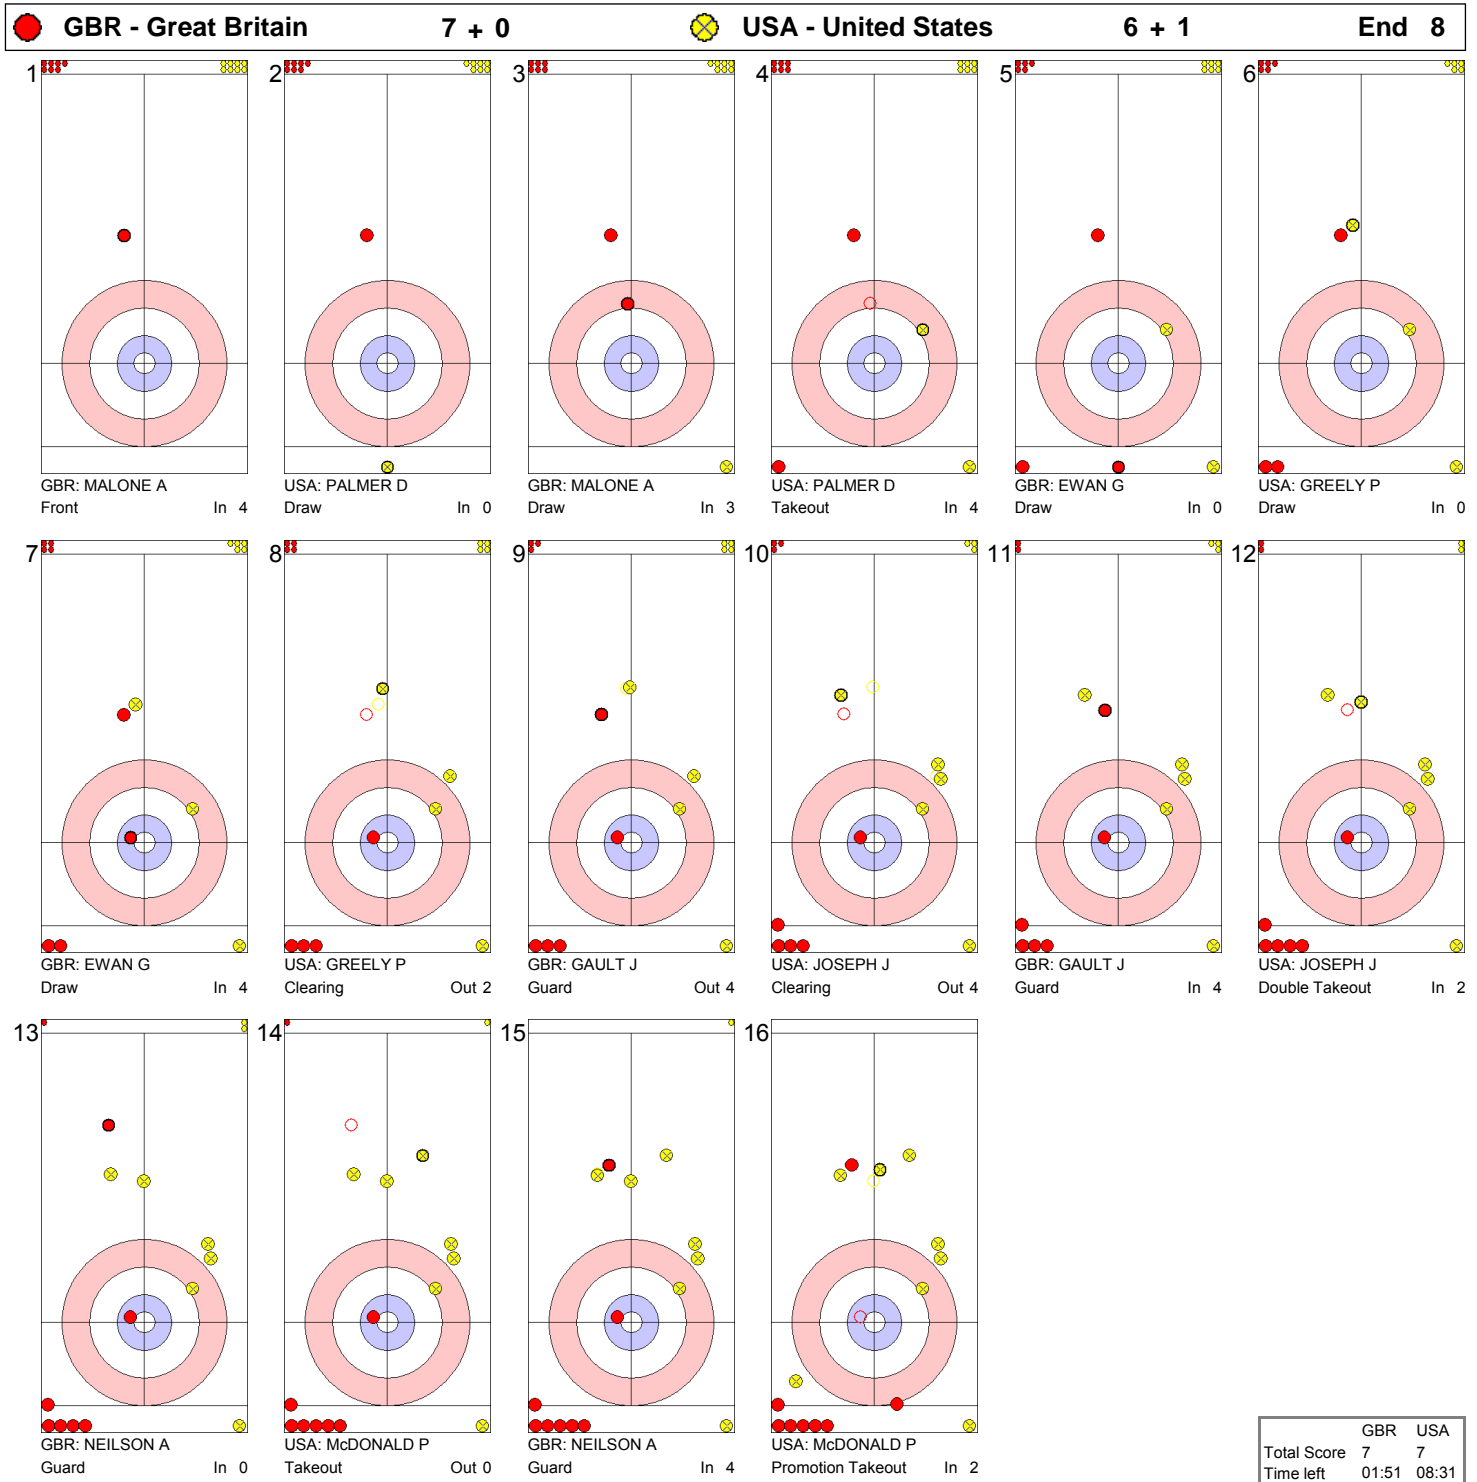 GBR - Great Britain 7 + 0 USA - United States 6 + 1 End 8
1 2 3 4 5 6
GBR: MALONE A USA: PALMER D GBR: MALONE A USA: PALMER D GBR: EWAN G USA: GREELY P
Front In 4 Draw In 0 Draw In 3 Takeout In 4 Draw In 0 Draw In 0
7 8 9 10 11 12
GBR: EWAN G USA: GREELY P GBR: GAULT J USA: JOSEPH J GBR: GAULT J USA: JOSEPH J
Draw In 4 Clearing Out 2 Guard Out 4 Clearing Out 4 Guard In 4 Double Takeout In 2
13 14 15 16
GBR: NEILSON A USA: McDONALD P GBR: NEILSON A USA: McDONALD P
Guard In 0 Takeout Out 0 Guard In 4 Promotion Takeout In 2
GBR USA
Total Score 7 7
Time left 01:51 08:31